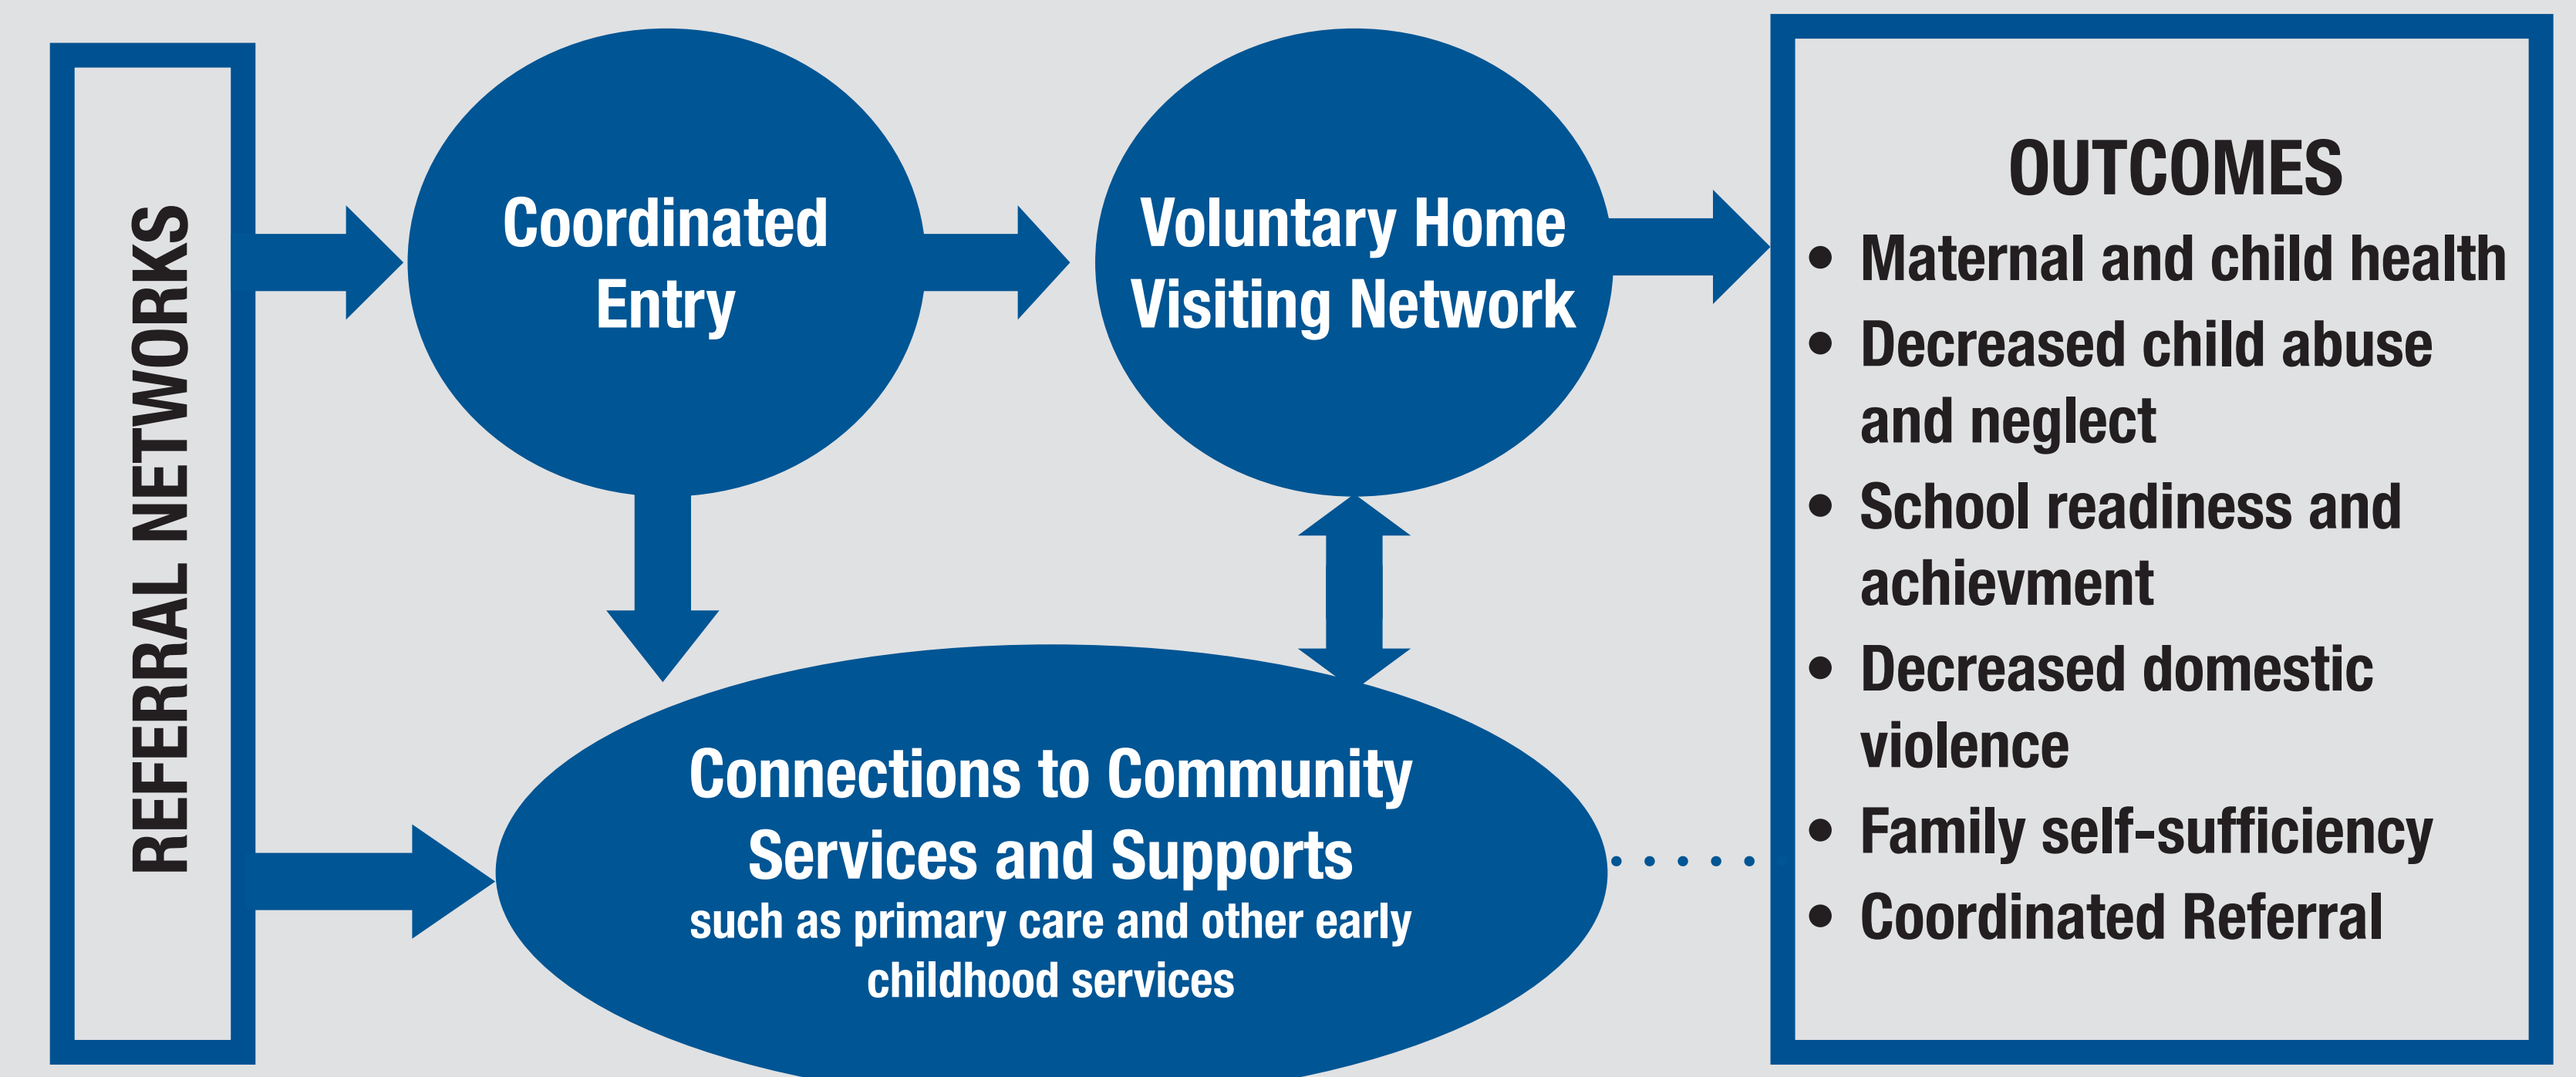 REFERRAL NETWORKS
Coordinated
Entry
Voluntary Home
Visiting Network
Connections to Community
Services and Supports
such as primary care and other early
childhood services
OUTCOMES
• Maternal and child health
• Decreased child abuse
and neglect
• School readiness and
achievment
• Decreased domestic
violence
• Family self-sufficiency
• Coordinated Referral